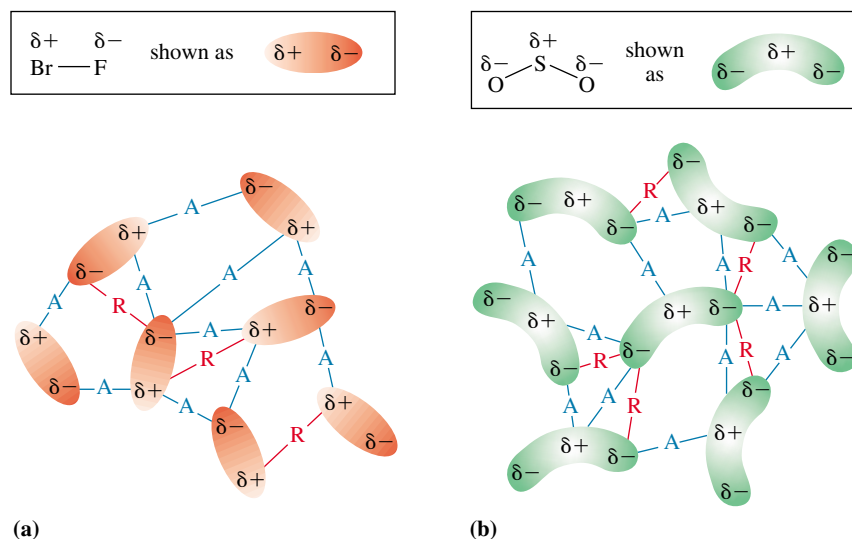 δ+ δ−
Br—F
shown as
δ+ δ−
δ+
δ− δ−
S
O O
shown
as
δ− δ+ δ−
δ−
A
δ+ δ+
δ−
A A A
R
δ+ δ− A δ+ δ−
R
δ− A δ+ A A
A δ− δ+
R δ−
δ+
δ−
R
δ− δ+ A δ+
δ− δ−
A A R A δ−
δ− δ+ A
δ+ δ− A δ+
A
δ− R δ− A R A
δ−
A A R δ−
δ+ A δ+
δ− δ−
δ−
(a)
(b)